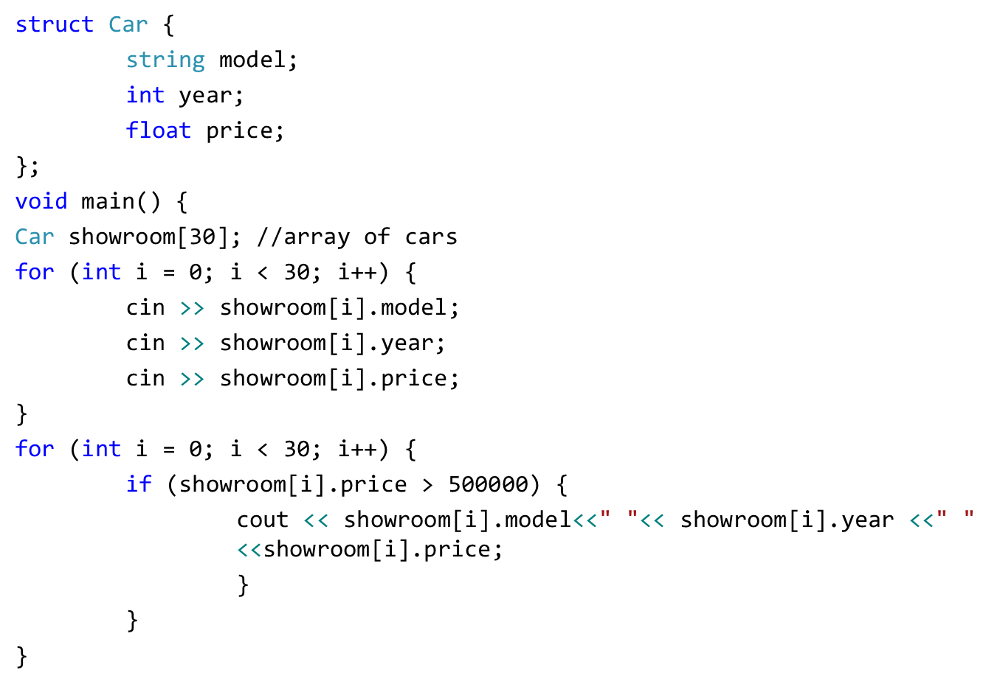 struct Car {
string model;
int year;
float price;
};
void main() {
Car showroom[30]; //array of cars
for (int i = 0; i < 30; i++) {
cin >> showroom[i].model;
cin >> showroom[i].year;
cin >> showroom[i].price;
}
for (int i = 0; i < 30; i++) {
if (showroom[i].price > 500000) {
cout << showroom[i].model<<" "<< showroom[i].year <<" "
<<showroom[i].price;
}
}
}